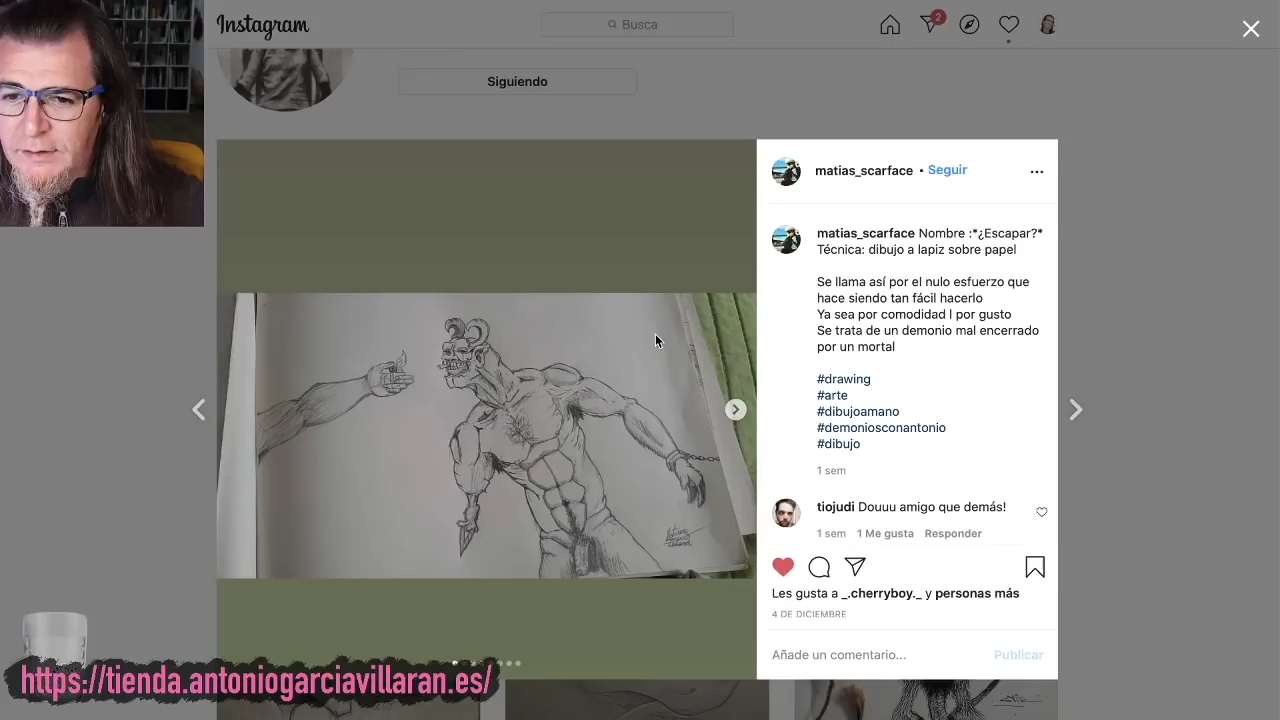 Instagram
Busca
2
Siguiendo
matias_scarface • Seguir
matias_scarface Nombre :*¿Escapar?*
Técnica: dibujo a lapiz sobre papel
Se llama así por el nulo esfuerzo que
hace siendo tan fácil hacerlo
Ya sea por comodidad I por gusto
Se trata de un demonio mal encerrado
por un mortal
#drawing
#arte
#dibujoamano
#demoniosconantonio
#dibujo
1 sem
tiojudi Douuu amigo que demás!
1 sem 1 Me gusta Responder
Les gusta a _.cherryboy._ y personas más
4 DE DICIEMBRE
Añade un comentario... Publicar
https://tienda.antoniogarciavillaran.es/